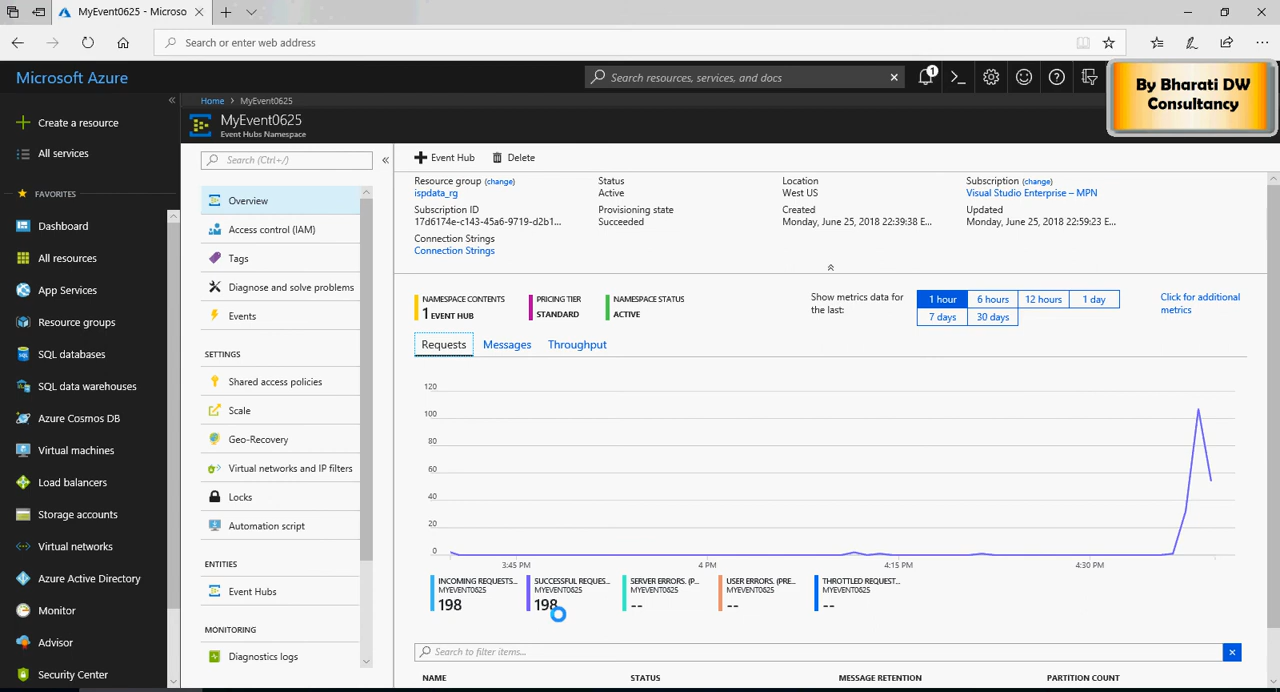 MyEvent0625 - Microso
Search or enter web address
Microsoft Azure
Search resources, services, and docs
1
By Bharati DW
Consultancy
Create a resource
All services
FAVORITES
Dashboard
All resources
App Services
Resource groups
SQL databases
SQL data warehouses
Azure Cosmos DB
Virtual machines
Load balancers
Storage accounts
Virtual networks
Azure Active Directory
Monitor
Advisor
Security Center
Home > MyEvent0625
MyEvent0625
Event Hubs Namespace
Search (Ctrl+/)
Overview
Access control (IAM)
Tags
Diagnose and solve problems
Events
SETTINGS
Shared access policies
Scale
Geo-Recovery
Virtual networks and IP filters
Locks
Automation script
ENTITIES
Event Hubs
MONITORING
Diagnostics logs
Event Hub Delete
Resource group (change)
ispdata_rg
Status
Active
Location
West US
Subscription (change)
Visual Studio Enterprise – MPN
Subscription ID
17d6174e-c143-45a6-9719-d2b1...
Provisioning state
Succeeded
Created
Monday, June 25, 2018 22:39:38 E...
Updated
Monday, June 25, 2018 22:59:23 E...
Connection Strings
Connection Strings
NAMESPACE CONTENTS
1 EVENT HUB
PRICING TIER
STANDARD
NAMESPACE STATUS
ACTIVE
Show metrics data for
the last:
1 hour 6 hours 12 hours 1 day
7 days 30 days
Click for additional
metrics
Requests Messages Throughput
120
100
80
60
40
20
0
3:45 PM 4 PM 4:15 PM 4:30 PM
INCOMING REQUESTS...
MYEVENT0625
198
SUCCESSFUL REQUES...
MYEVENT0625
198
SERVER ERRORS. (P...
MYEVENT0625
--
USER ERRORS. (PRE...
MYEVENT0625
--
THROTTLED REQUEST...
MYEVENT0625
--
Search to filter items...
NAME STATUS MESSAGE RETENTION PARTITION COUNT